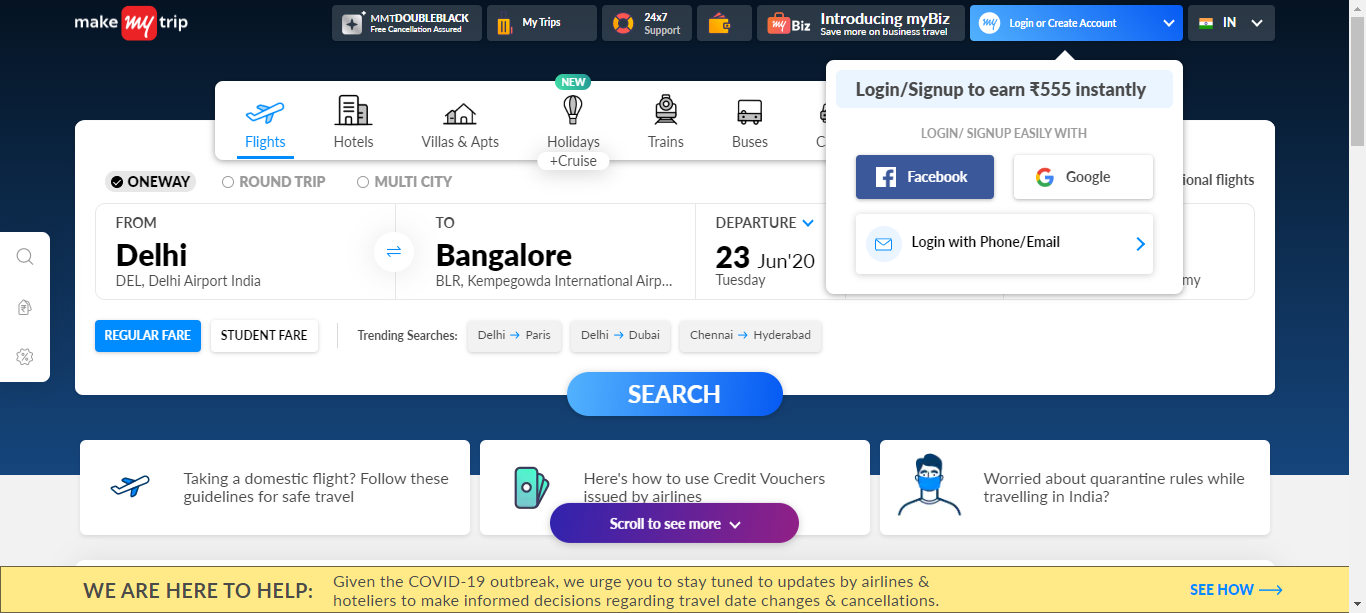 make my trip
MMTDOUBLEBLACK
Free Cancellation Assured
My Trips
24x7
Support
my Biz
Introducing myBiz
Save more on business travel
my
Login or Create Account
IN
Login/Signup to earn ₹555 instantly
LOGIN/ SIGNUP EASILY WITH
Facebook
Google
Login with Phone/Email
NEW
Flights
Hotels
Villas & Apts
Holidays
+Cruise
Trains
Buses
C
ONEWAY
ROUND TRIP
MULTI CITY
ional flights
FROM
Delhi
DEL, Delhi Airport India
TO
Bangalore
BLR, Kempegowda International Airp...
DEPARTURE
23 Jun'20
Tuesday
my
REGULAR FARE
STUDENT FARE
Trending Searches:
Delhi → Paris
Delhi → Dubai
Chennai → Hyderabad
SEARCH
Taking a domestic flight? Follow these
guidelines for safe travel
Here's how to use Credit Vouchers
issued by airlines
Worried about quarantine rules while
travelling in India?
Scroll to see more
WE ARE HERE TO HELP:
Given the COVID-19 outbreak, we urge you to stay tuned to updates by airlines &
hoteliers to make informed decisions regarding travel date changes & cancellations.
SEE HOW